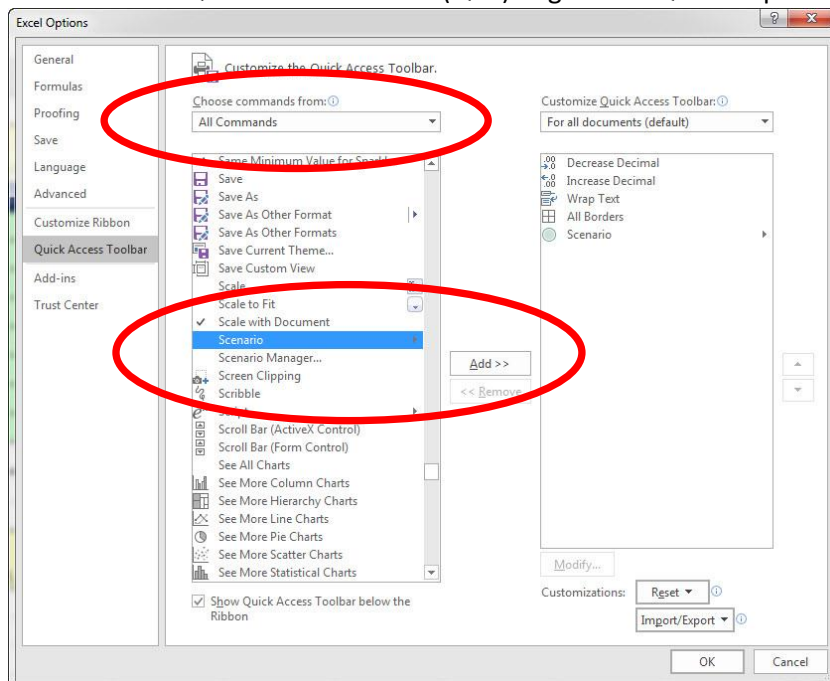 Excel Options
General
Formulas
Proofing
Save
Language
Advanced
Customize Ribbon
Quick Access Toolbar
Add-ins
Trust Center
Customize the Quick Access Toolbar.
Choose commands from:
All Commands
Same Minimum Value for
Save
Save As
Save As Other Format
Save As Other Formats
Save Current Theme...
Save Custom View
Scale
Scale to Fit
Scale with Document
Scenario
Scenario Manager...
Screen Clipping
Scribble
Scroll Bar (ActiveX Control)
Scroll Bar (Form Control)
See All Charts
See More Column Charts
See More Hierarchy Charts
See More Line Charts
See More Pie Charts
See More Scatter Charts
See More Statistical Charts
Show Quick Access Toolbar below the
Ribbon
Add >>
<< Remove
Customize Quick Access Toolbar:
For all documents (default)
Decrease Decimal
Increase Decimal
Wrap Text
All Borders
Scenario
Modify...
Customizations:
Reset
Import/Export
OK
Cancel